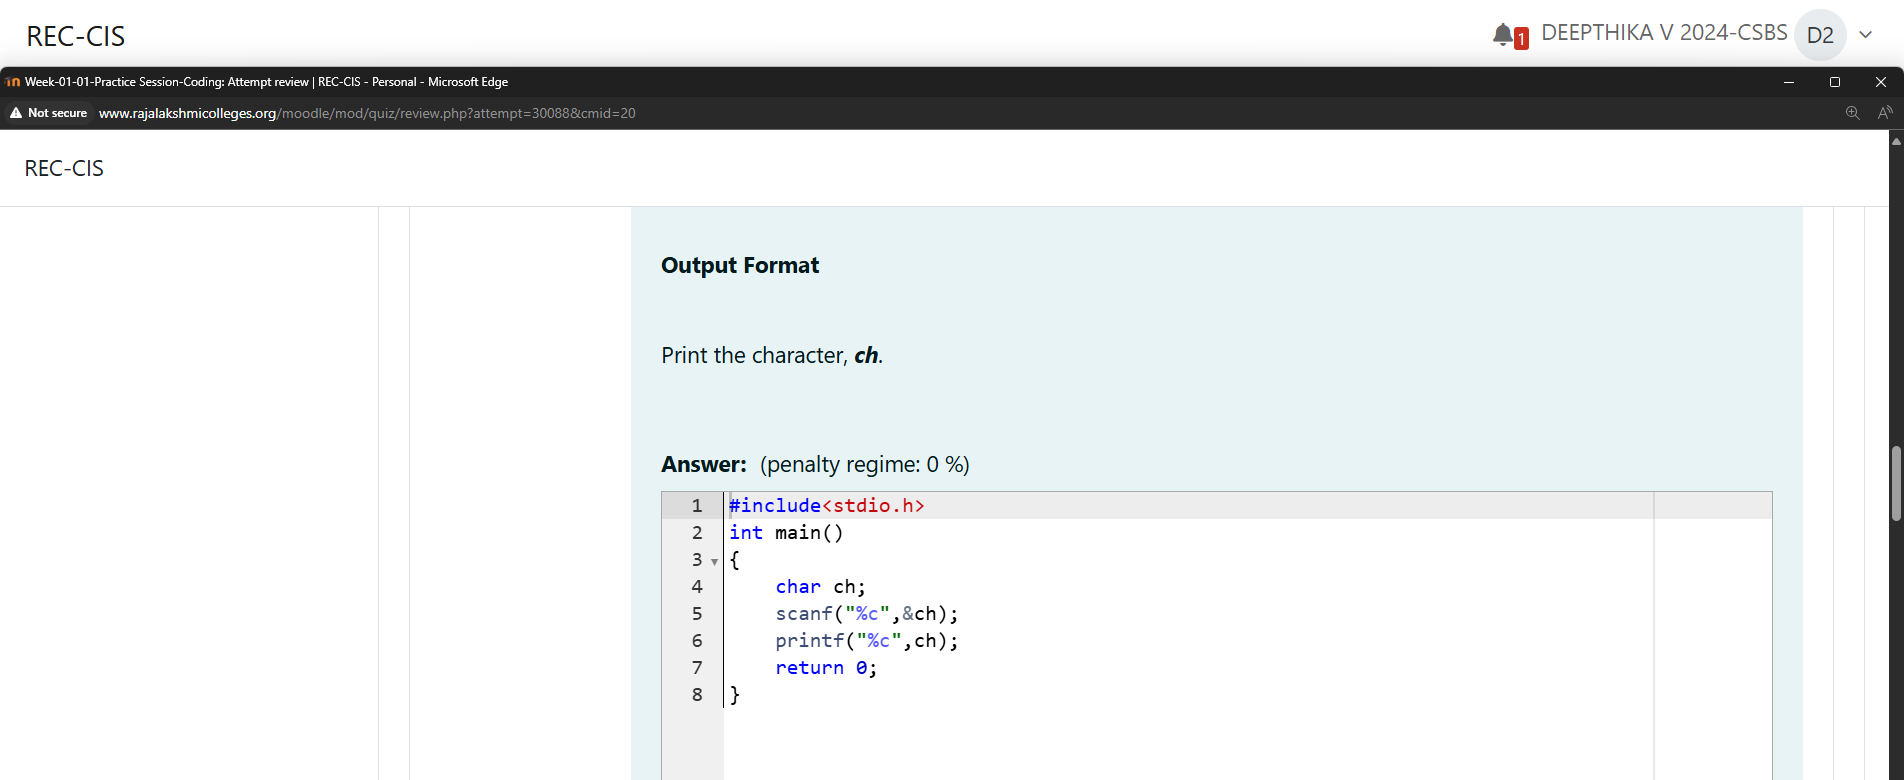 REC-CIS
1 DEEPTHIKA V 2024-CSBS D2
Week-01-01-Practice Session-Coding: Attempt review | REC-CIS - Personal - Microsoft Edge
Not secure www.rajalakshmicolleges.org/moodle/mod/quiz/review.php?attempt=30088&cmid=20
REC-CIS
Output Format
Print the character, ch.
Answer: (penalty regime: 0 %)
1 #include<stdio.h>
2 int main()
3 {
4     char ch;
5     scanf("%c",&ch);
6     printf("%c",ch);
7     return 0;
8 }